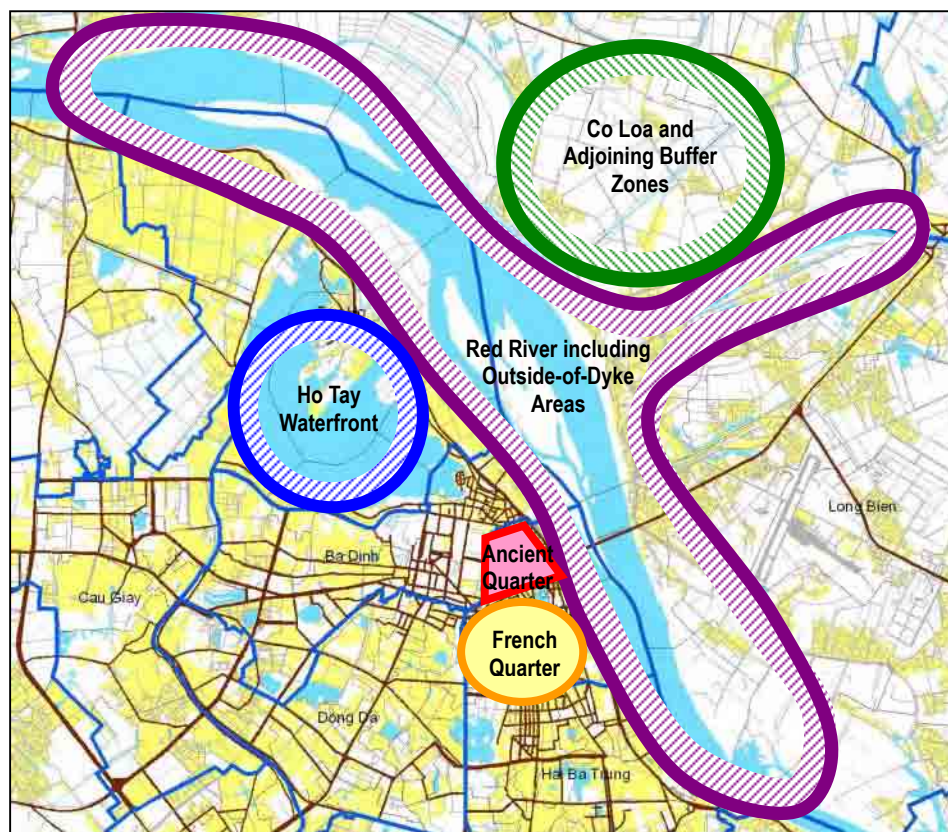 Co Loa and
Adjoining Buffer
Zones
Red River including
Outside-of-Dyke
Areas
Ho Tay
Waterfront
Long Bien
Ancient
Quarter
Ba Dinh
Cau Giay
French
Quarter
Dong Da
Hai Ba Trung